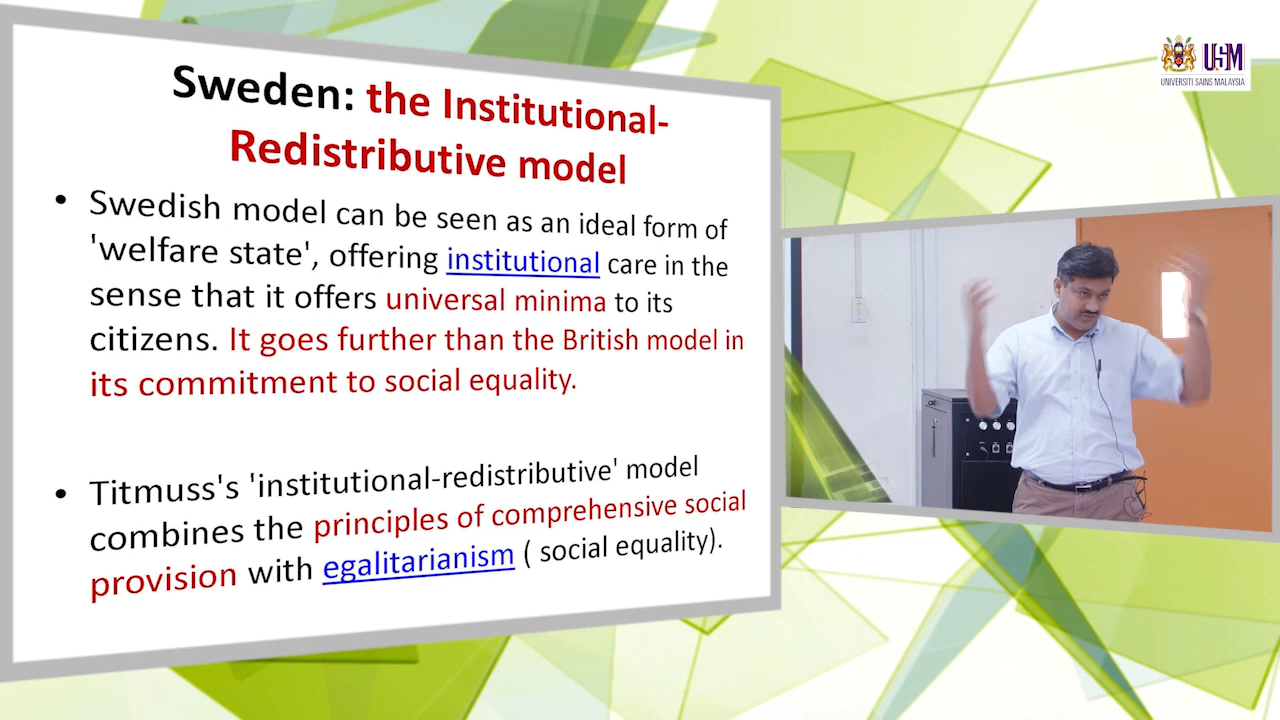 Sweden: the Institutional-
Redistributive model
• Swedish model can be seen as an ideal form of
'welfare state', offering institutional care in the
sense that it offers universal minima to its
citizens. It goes further than the British model in
its commitment to social equality.
• Titmuss's 'institutional-redistributive' model
combines the principles of comprehensive social
provision with egalitarianism ( social equality).
USM
UNIVERSITI SAINS MALAYSIA